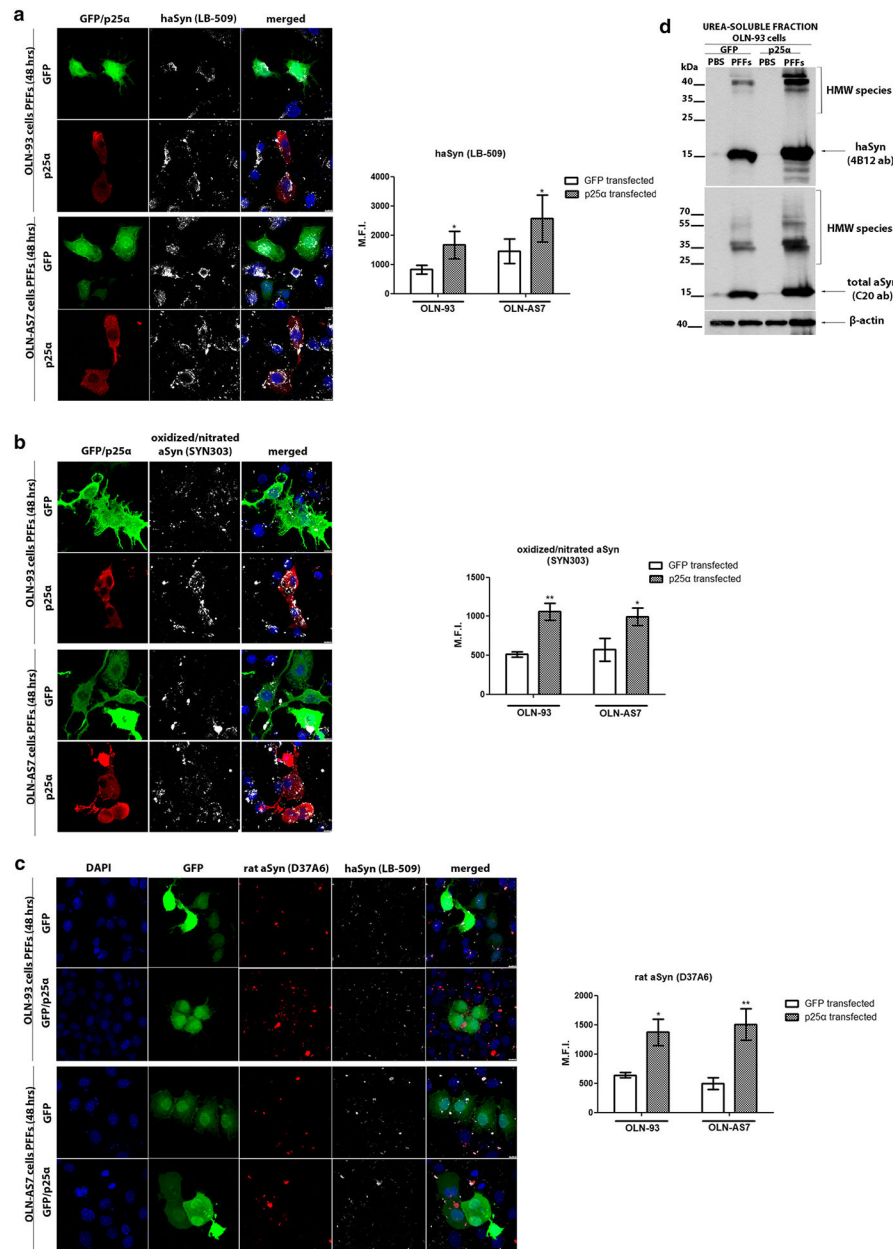 a
GFP/p25α haSyn (LB-509) merged
OLN-93 cells PFFs (48 hrs)
GFP
p25α
OLN-AS7 cells PFFs (48 hrs)
GFP
p25α
haSyn (LB-509)
GFP transfected
p25α transfected
M.F.I.
4000
3000
2000
1000
0
* *
OLN-93 OLN-AS7
d
UREA-SOLUBLE FRACTION
OLN-93 cells
GFP p25α
kDa PBS PFFs PBS PFFs
40
35
25
15
HMW species
haSyn
(4B12 ab)
70
55
35
25
15
HMW species
total aSyn
(C20 ab)
40
β-actin
b
oxidized/nitrated
GFP/p25α aSyn (SYN303) merged
OLN-93 cells PFFs (48 hrs)
GFP
p25α
OLN-AS7 cells PFFs (48 hrs)
GFP
p25α
oxidized/nitrated aSyn
(SYN303)
GFP transfected
p25α transfected
M.F.I.
1500
1000
500
0
** *
OLN-93 OLN-AS7
c
DAPI GFP rat aSyn (D37A6) haSyn (LB-509) merged
OLN-93 cells PFFs (48 hrs)
GFP
GFP/p25α
OLN-AS7 cells PFFs (48 hrs)
GFP
GFP/p25α
rat aSyn (D37A6)
GFP transfected
p25α transfected
M.F.I.
2000
1500
1000
500
0
* **
OLN-93 OLN-AS7